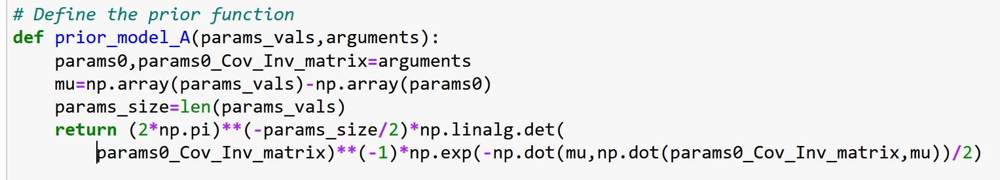 # Define the prior function
def prior_model_A(params_vals,arguments):
    params0,params0_Cov_Inv_matrix=arguments
    mu=np.array(params_vals)-np.array(params0)
    params_size=len(params_vals)
    return (2*np.pi)**(-params_size/2)*np.linalg.det(
        params0_Cov_Inv_matrix)**(-1)*np.exp(-np.dot(mu,np.dot(params0_Cov_Inv_matrix,mu))/2)